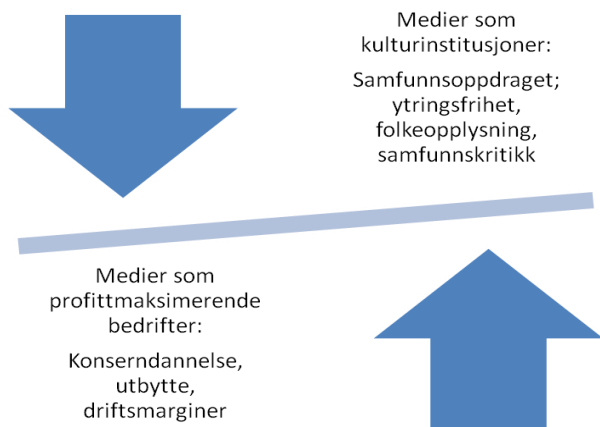 Medier som
kulturinstitusjoner:
Samfunnsoppdraget;
ytringsfrihet,
folkeopplysning,
samfunnskritikk
Medier som
profittmaksimerende
bedrifter:
Konserndannelse,
utbytte,
driftsmarginer